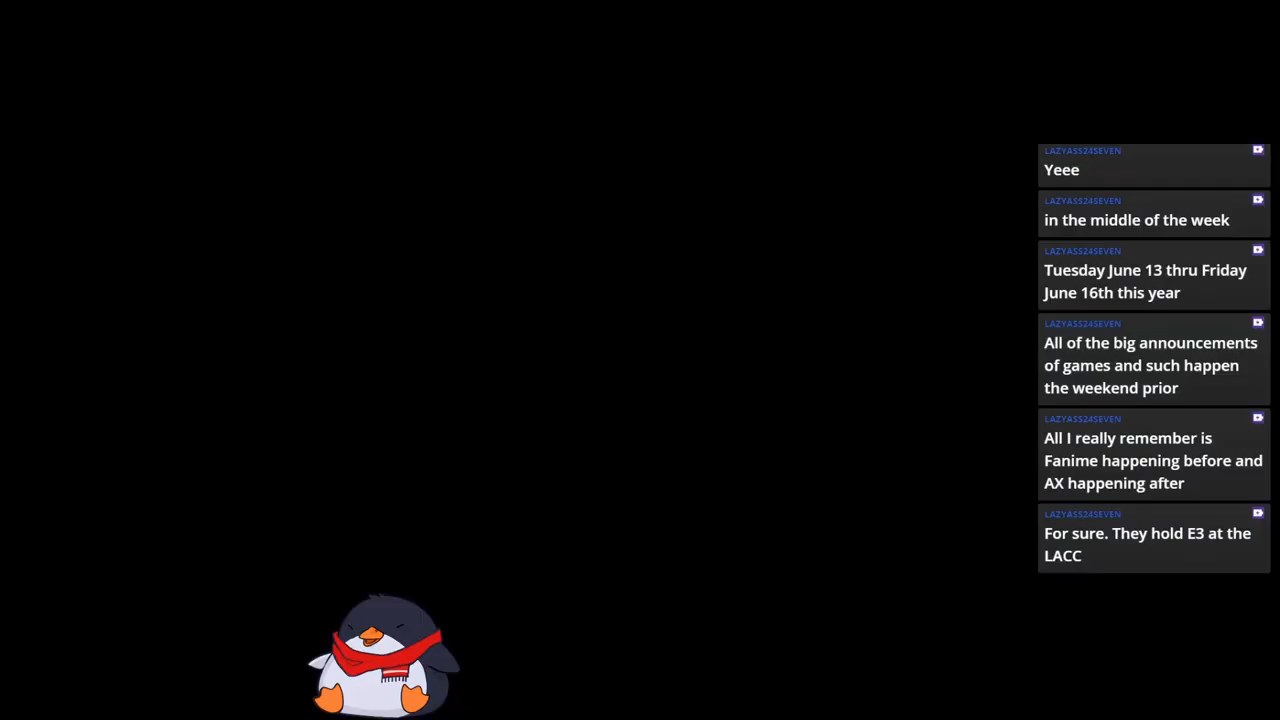 LAZYASS24SEVEN
Yeee
LAZYASS24SEVEN
in the middle of the week
LAZYASS24SEVEN
Tuesday June 13 thru Friday
June 16th this year
LAZYASS24SEVEN
All of the big announcements
of games and such happen
the weekend prior
LAZYASS24SEVEN
All I really remember is
Fanime happening before and
AX happening after
LAZYASS24SEVEN
For sure. They hold E3 at the
LACC